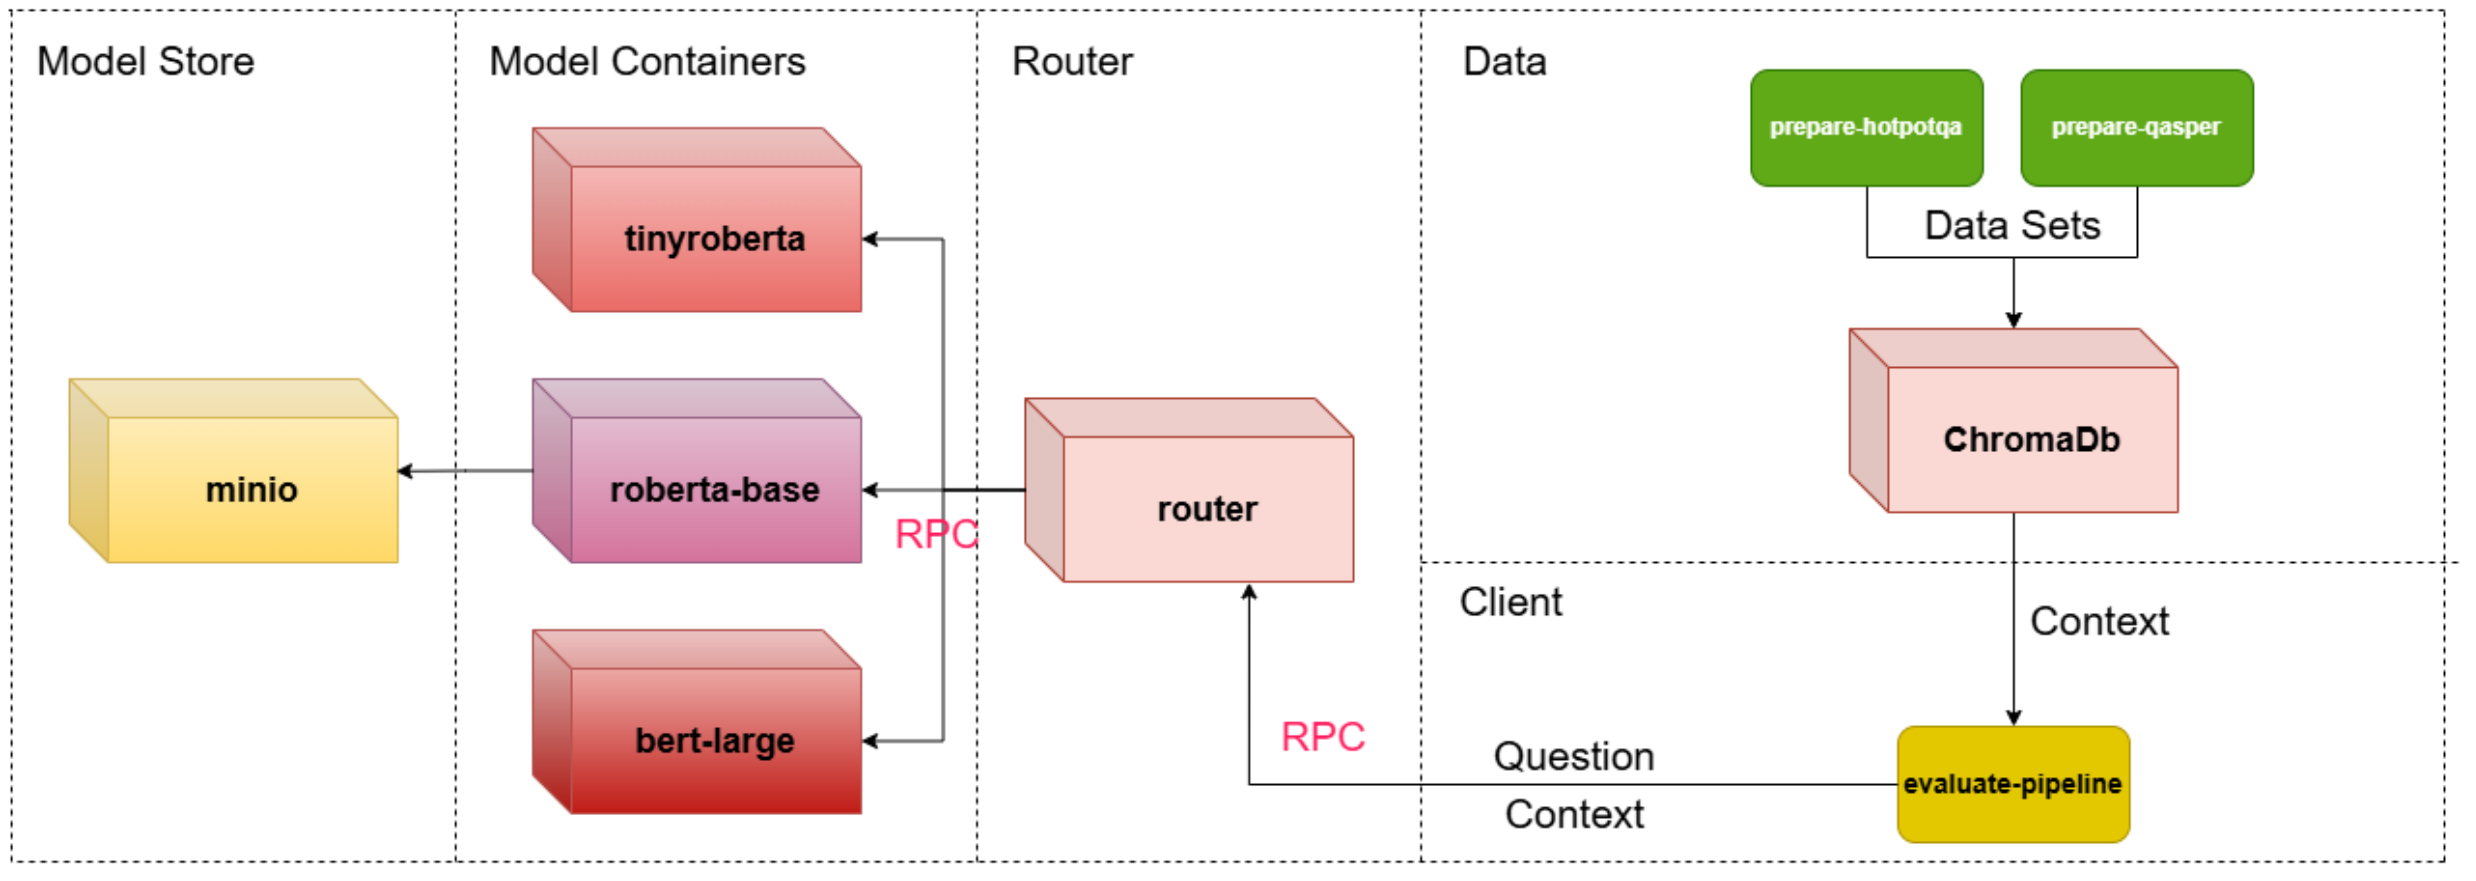 Model Store
Model Containers
Router
Data
prepare-hotpotqa
prepare-qasper
Data Sets
tinyroberta
minio
roberta-base
RPC
router
ChromaDb
bert-large
Client
Context
RPC
Question
Context
evaluate-pipeline